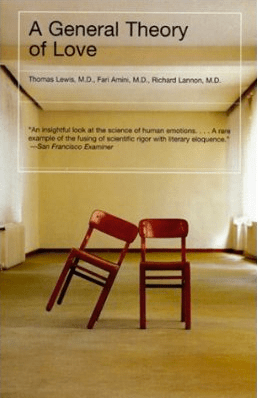 A General Theory
of Love
Thomas Lewis, M.D., Fari Amini, M.D., Richard Lannon, M.D.
"An insightful look at the science of human emotions. . . . A rare
example of the fusing of scientific rigor with literary eloquence."
—San Francisco Examiner